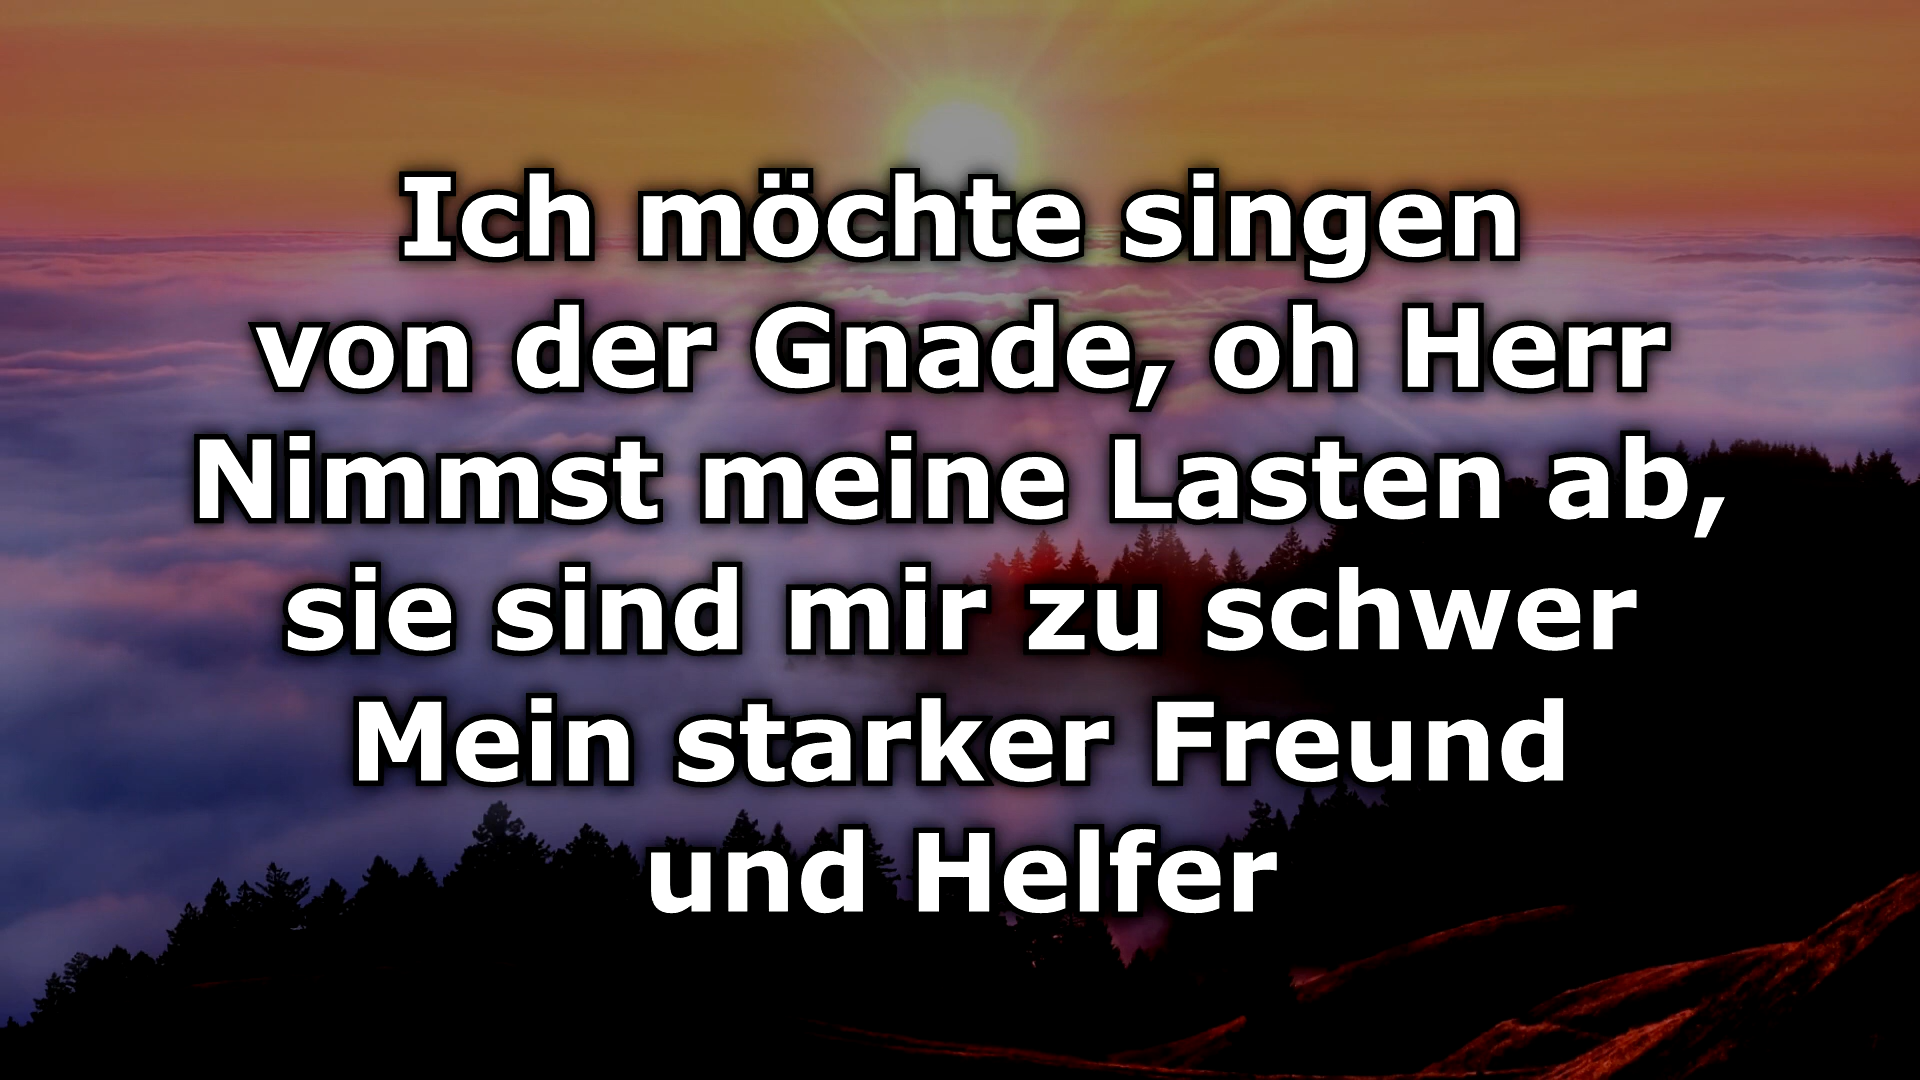 Ich möchte singen
von der Gnade, oh Herr
Nimmst meine Lasten ab,
sie sind mir zu schwer
Mein starker Freund
und Helfer